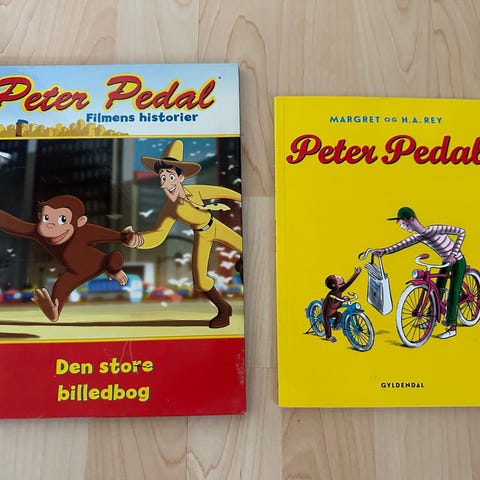 Peter Pedal
Filmens historier
Den store
billedbog
MARGRET OG H.A. REY
Peter Pedal
GYLDENDAL